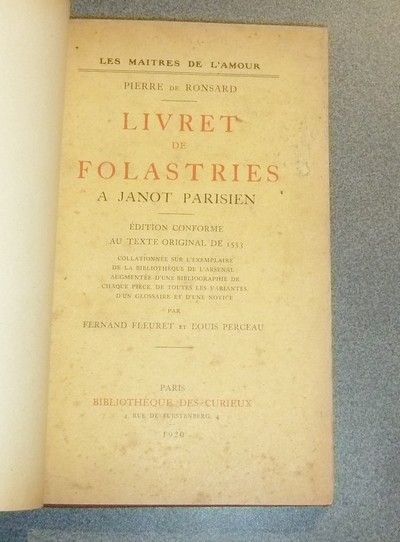 LES MAITRES DE L'AMOUR
PIERRE DE RONSARD
LIVRET
DE
FOLASTRIES
A JANOT PARISIEN
ÉDITION CONFORME
AU TEXTE ORIGINAL DE 1553
COLLATIONNÉE SUR L'EXEMPLAIRE
DE LA BIBLIOTHÈQUE DE L'ARSENAL
AUGMENTÉE D'UNE BIBLIOGRAPHIE DE
CHAQUE PIÈCE, DE TOUTES LES VARIANTES,
D'UN GLOSSAIRE ET D'UNE NOTICE
PAR
FERNAND FLEURET ET LOUIS PERCEAU
PARIS
BIBLIOTHÈQUE DES CURIEUX
4, RUE DE FURSTENBERG, 4
1920